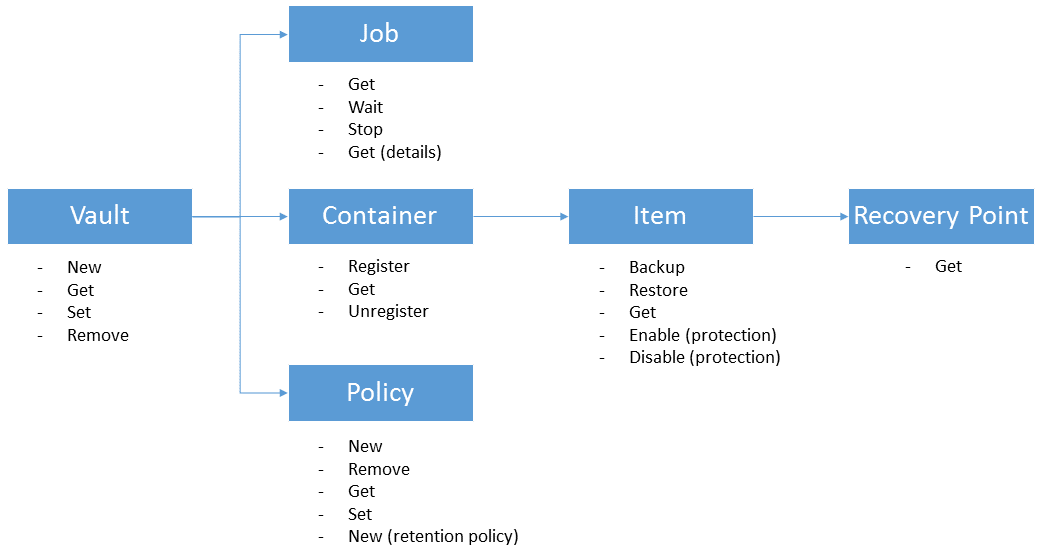 Job
- Get
- Wait
- Stop
- Get (details)
Vault
- New
- Get
- Set
- Remove
Container
- Register
- Get
- Unregister
Item
- Backup
- Restore
- Get
- Enable (protection)
- Disable (protection)
Recovery Point
- Get
Policy
- New
- Remove
- Get
- Set
- New (retention policy)